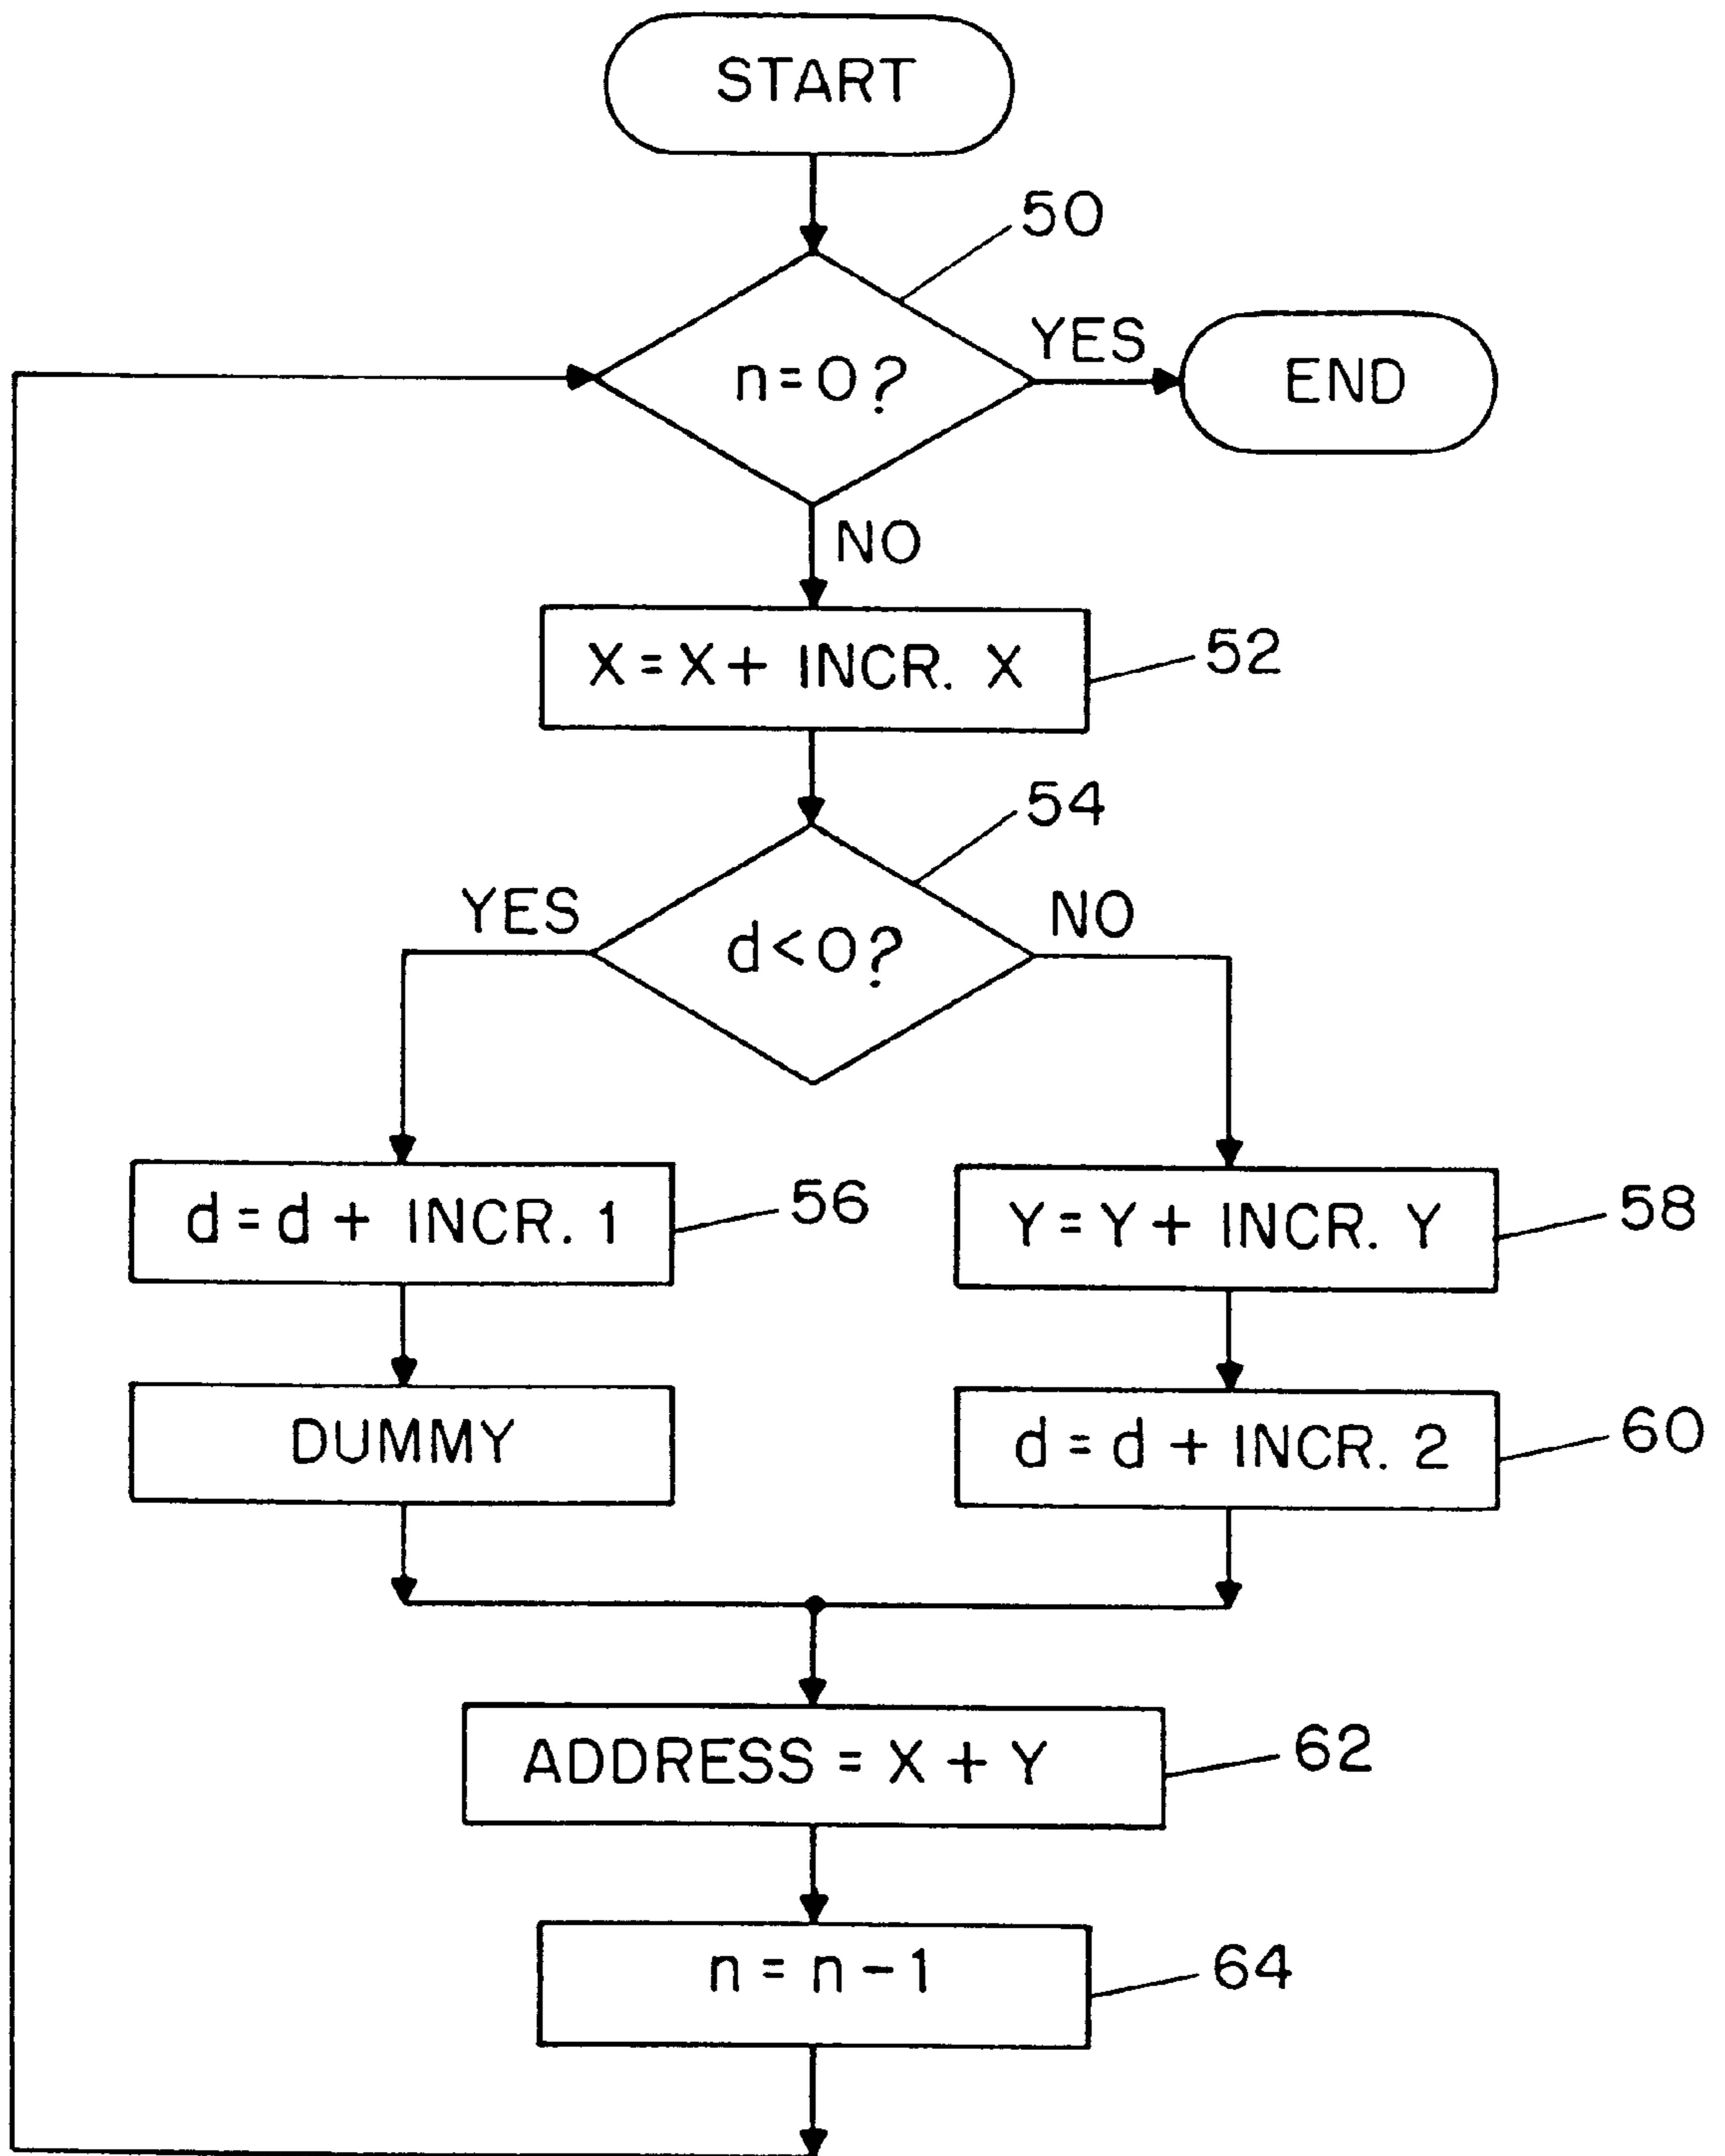 START
50
n=0?
YES
END
NO
X=X+ INCR. X
52
54
YES
NO
d<0?
d=d + INCR. 1
56
Y=Y+ INCR. Y
58
DUMMY
d=d + INCR. 2
60
ADDRESS = X + Y
62
n = n-1
64